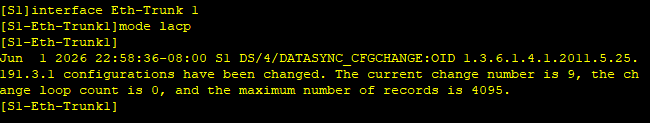 [S1]interface Eth-Trunk 1
[S1-Eth-Trunk1]mode lacp
[S1-Eth-Trunk1]
Jun  1 2026 22:58:36-08:00 S1 DS/4/DATASYNC_CFGCHANGE:OID 1.3.6.1.4.1.2011.5.25.
191.3.1 configurations have been changed. The current change number is 9, the ch
ange loop count is 0, and the maximum number of records is 4095.
[S1-Eth-Trunk1]